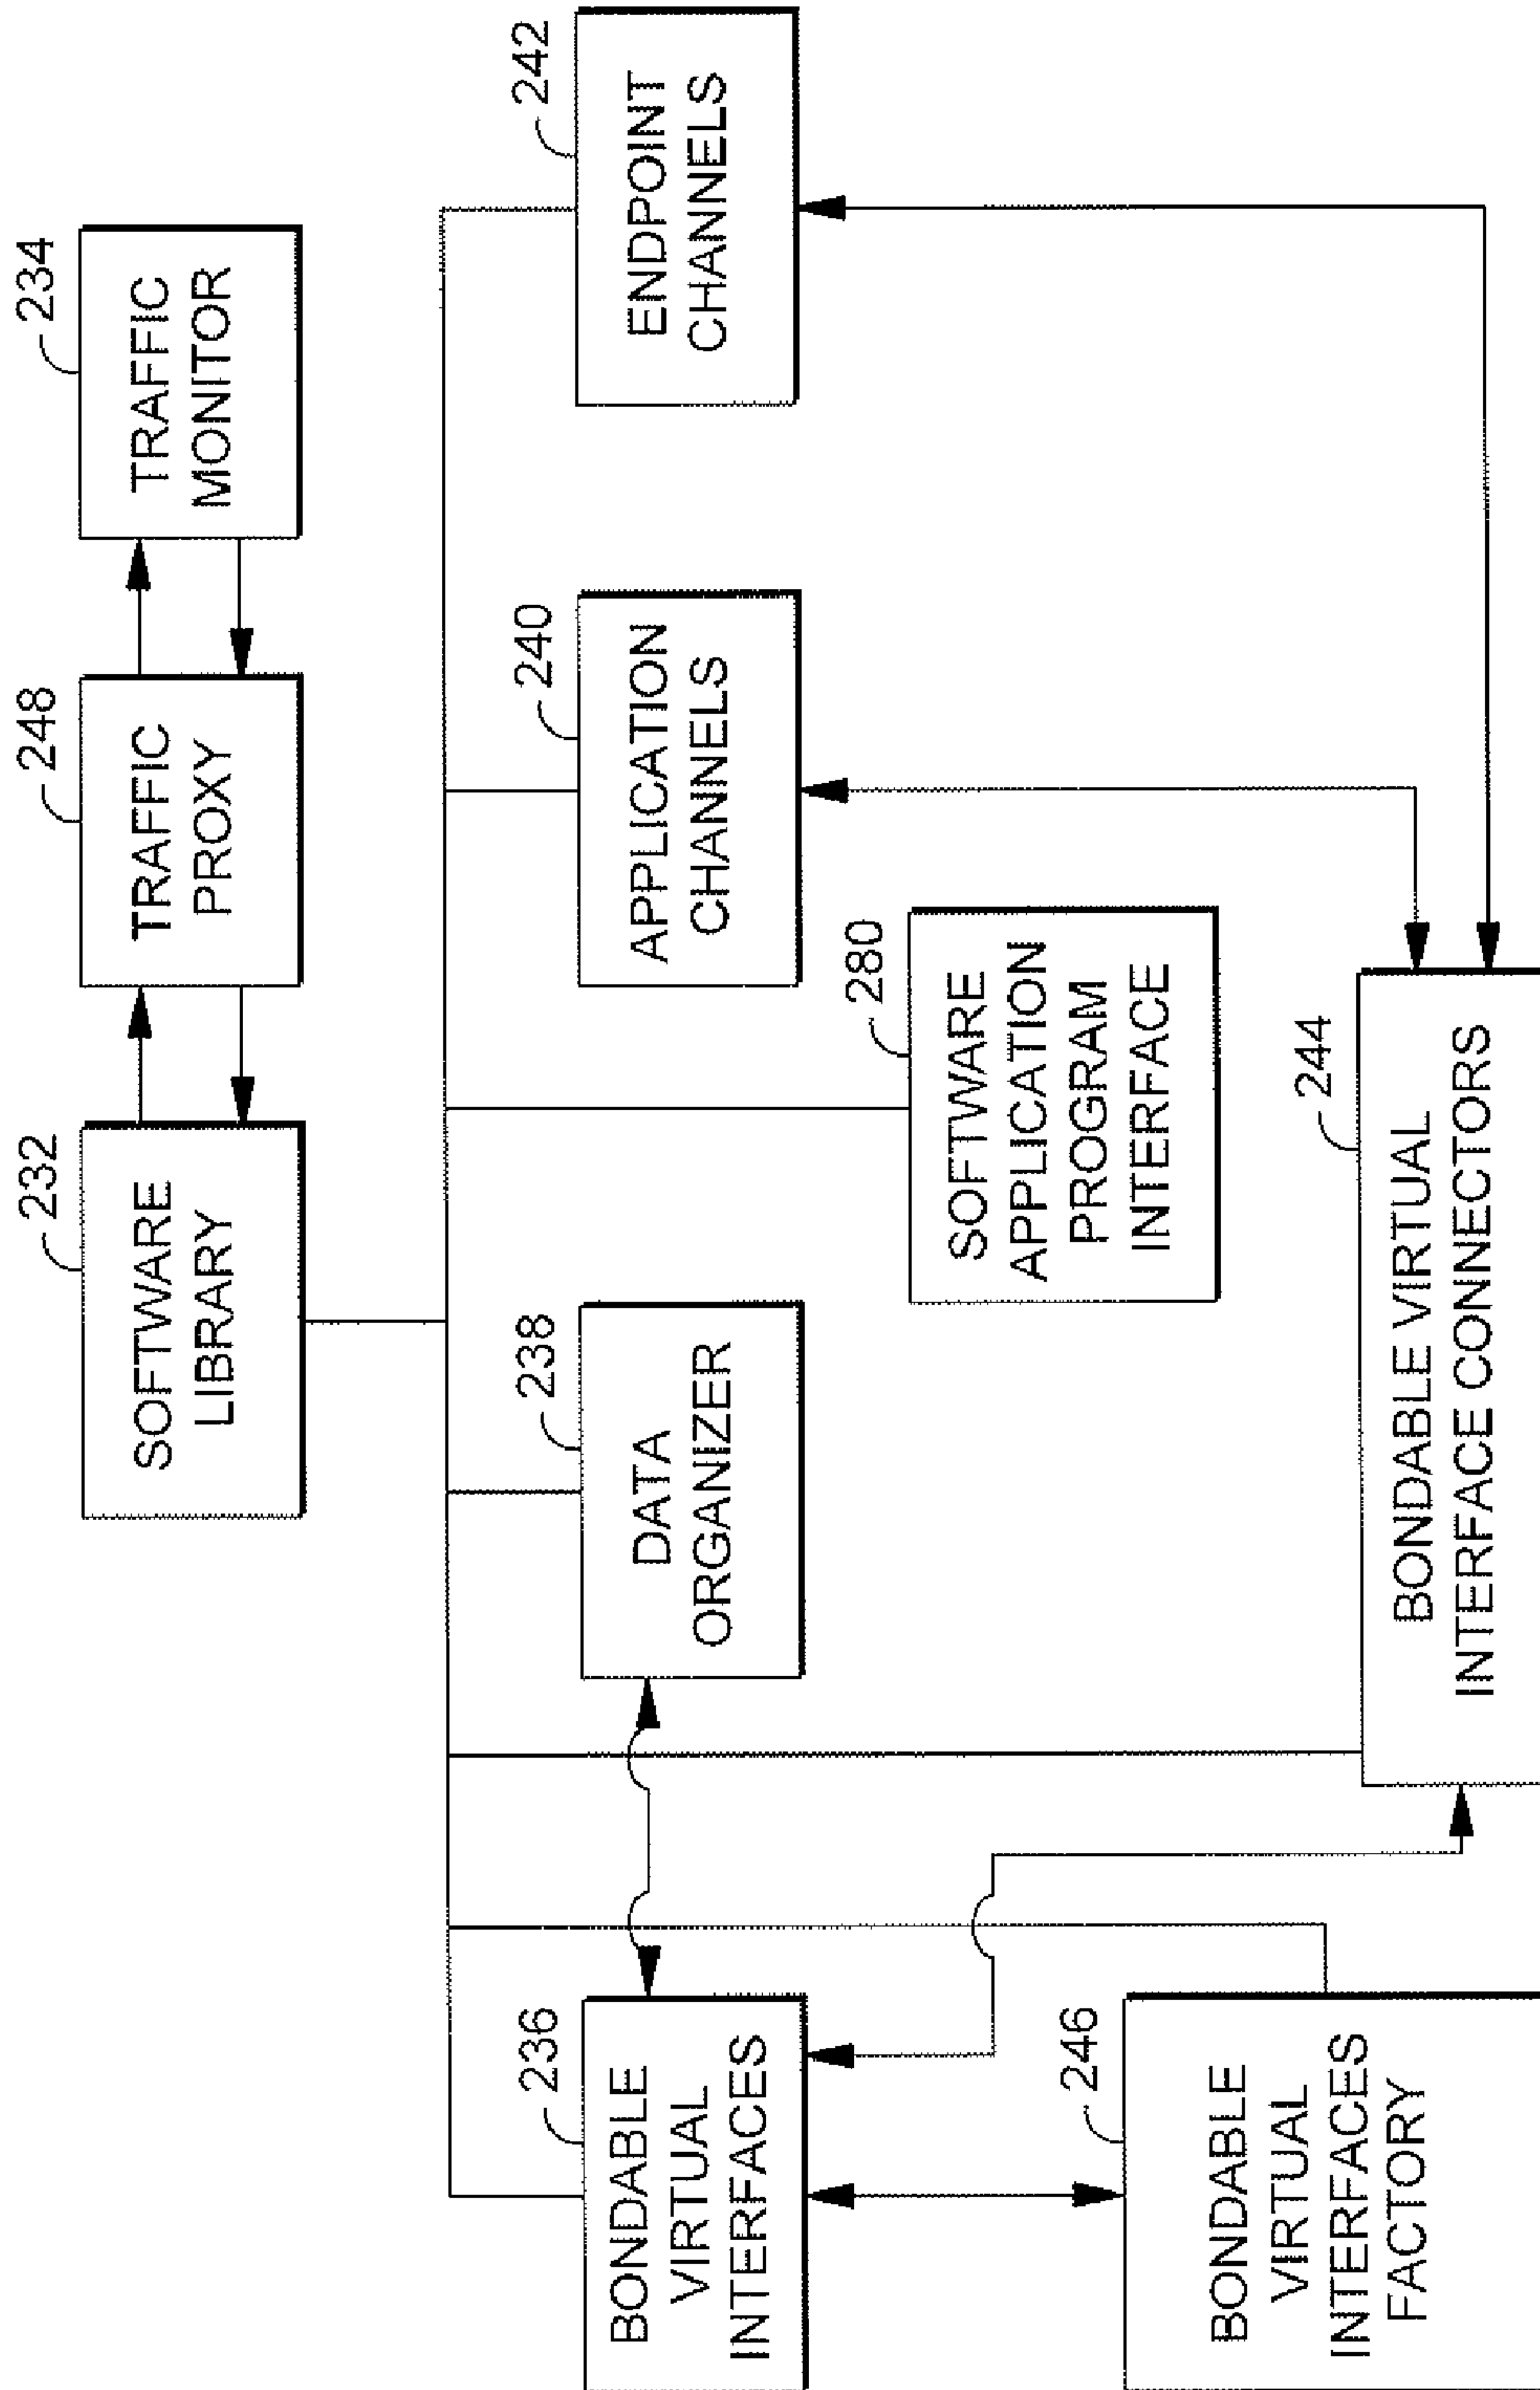 232
SOFTWARE
LIBRARY
248
TRAFFIC
PROXY
234
TRAFFIC
MONITOR
236
BONDABLE
VIRTUAL
INTERFACES
238
DATA
ORGANIZER
240
APPLICATION
CHANNELS
242
ENDPOINT
CHANNELS
280
SOFTWARE
APPLICATION
PROGRAM
INTERFACE
246
BONDABLE
VIRTUAL
INTERFACES
FACTORY
244
BONDABLE VIRTUAL
INTERFACE CONNECTORS